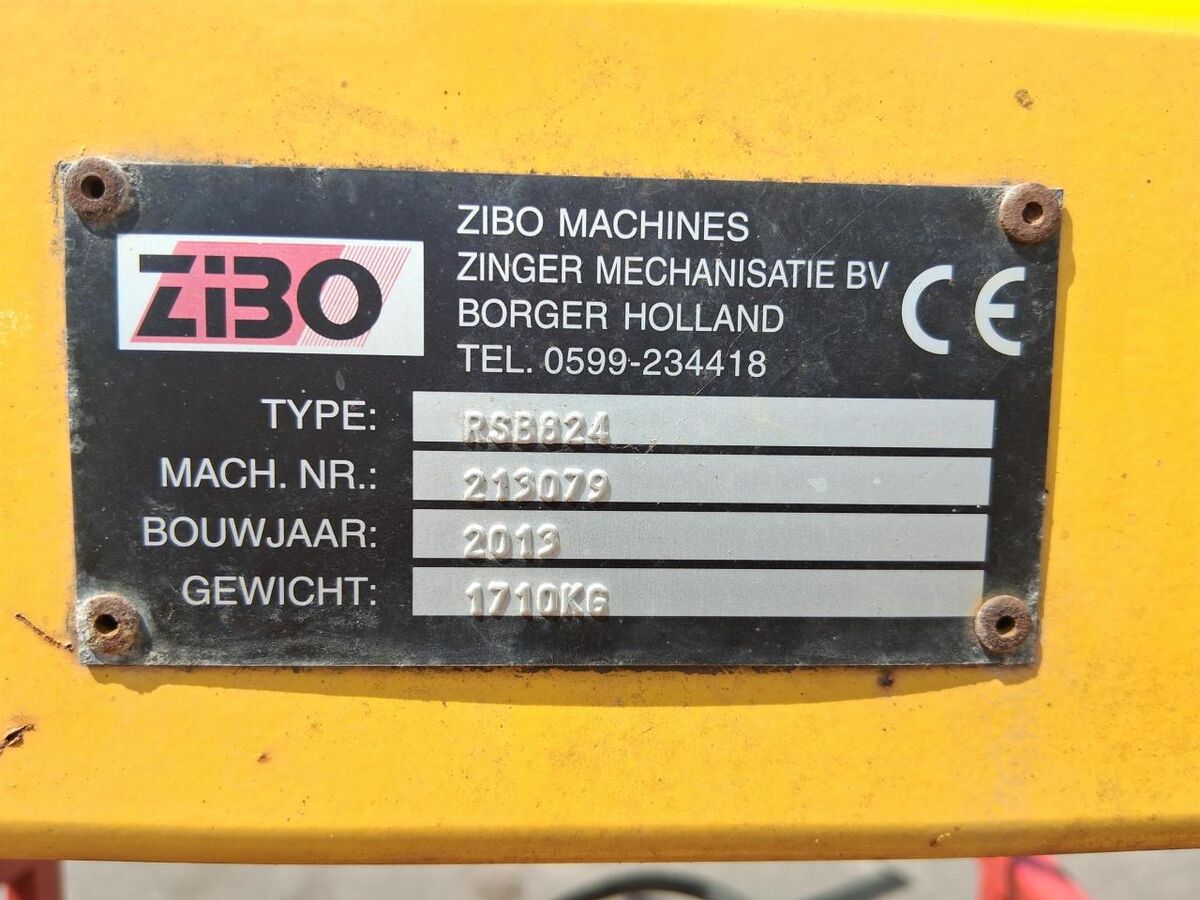 ZIBO
ZIBO MACHINES
ZINGER MECHANISATIE BV
BORGER HOLLAND
TEL. 0599-234418
CE
TYPE: RSB824
MACH. NR.: 213079
BOUWJAAR: 2013
GEWICHT: 1710KG